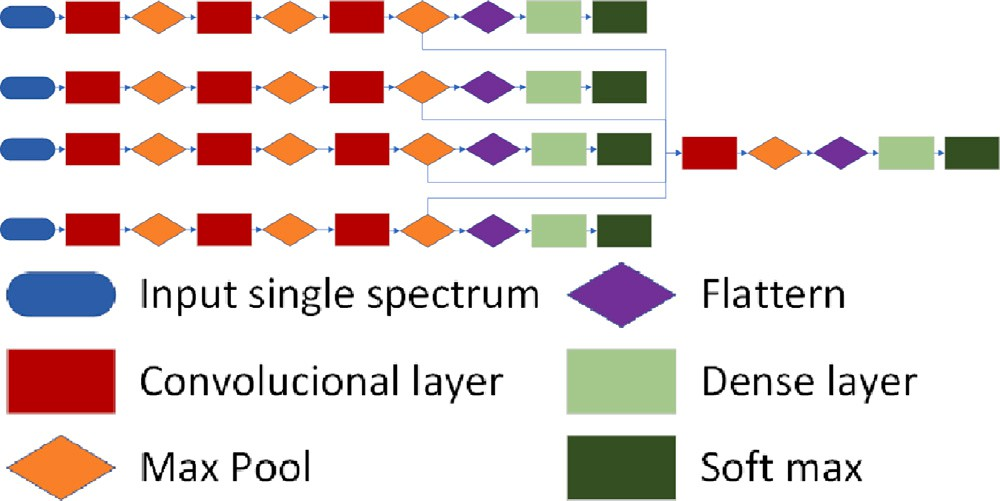 Input single spectrum
Flattern
Convolucional layer
Dense layer
Max Pool
Soft max